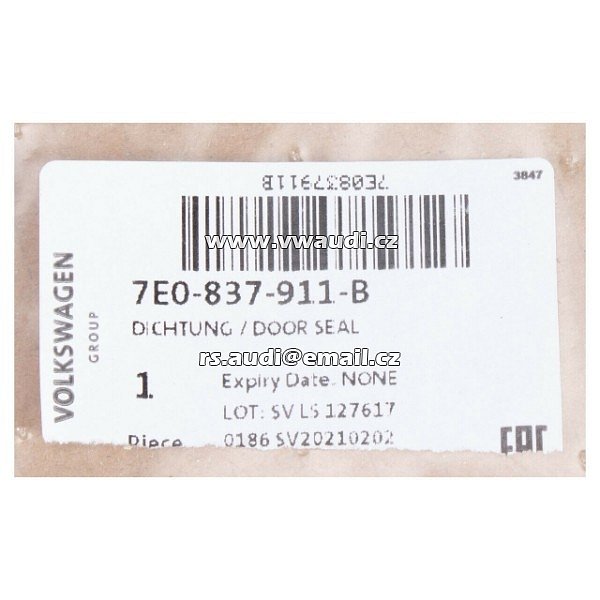 3847
7E0837911B
www.vwaudi.cz
7E0-837-911-B
DICHTUNG / DOOR SEAL
rs.audi@email.cz
1
Expiry Date: NONE
LOT: SV LS 127617
Piece
0186 SV20210202
VOLKSWAGEN
GROUP